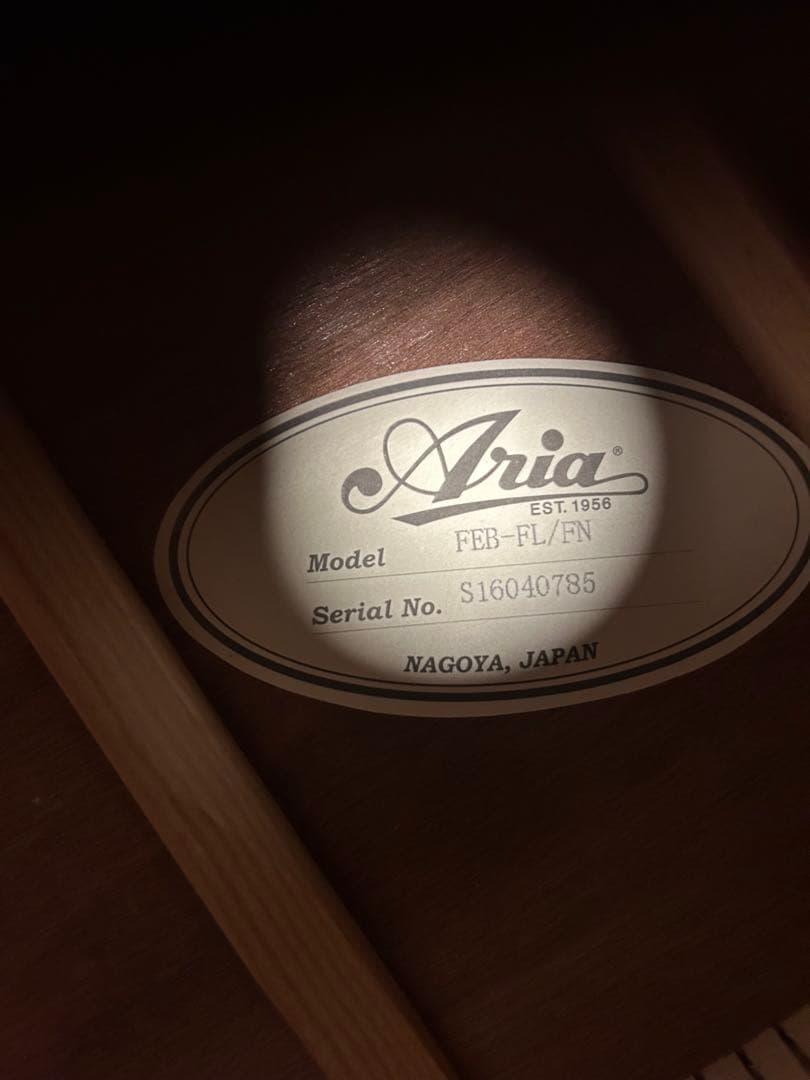 Aria®
EST. 1956
Model FEB-FL/FN
Serial No. S16040785
NAGOYA, JAPAN